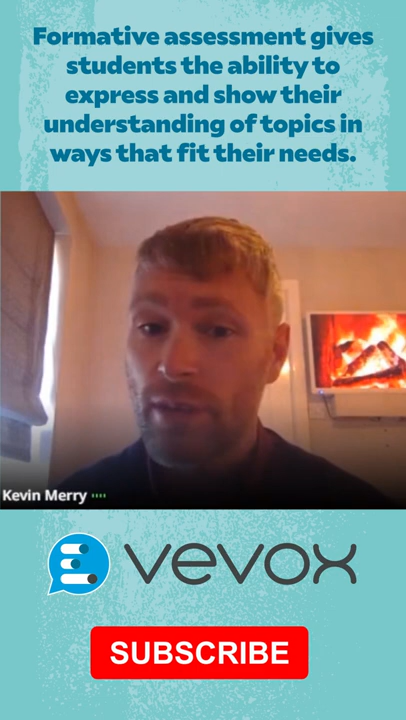 Formative assessment gives
students the ability to
express and show their
understanding of topics in
ways that fit their needs.
Kevin Merry
vevox
SUBSCRIBE